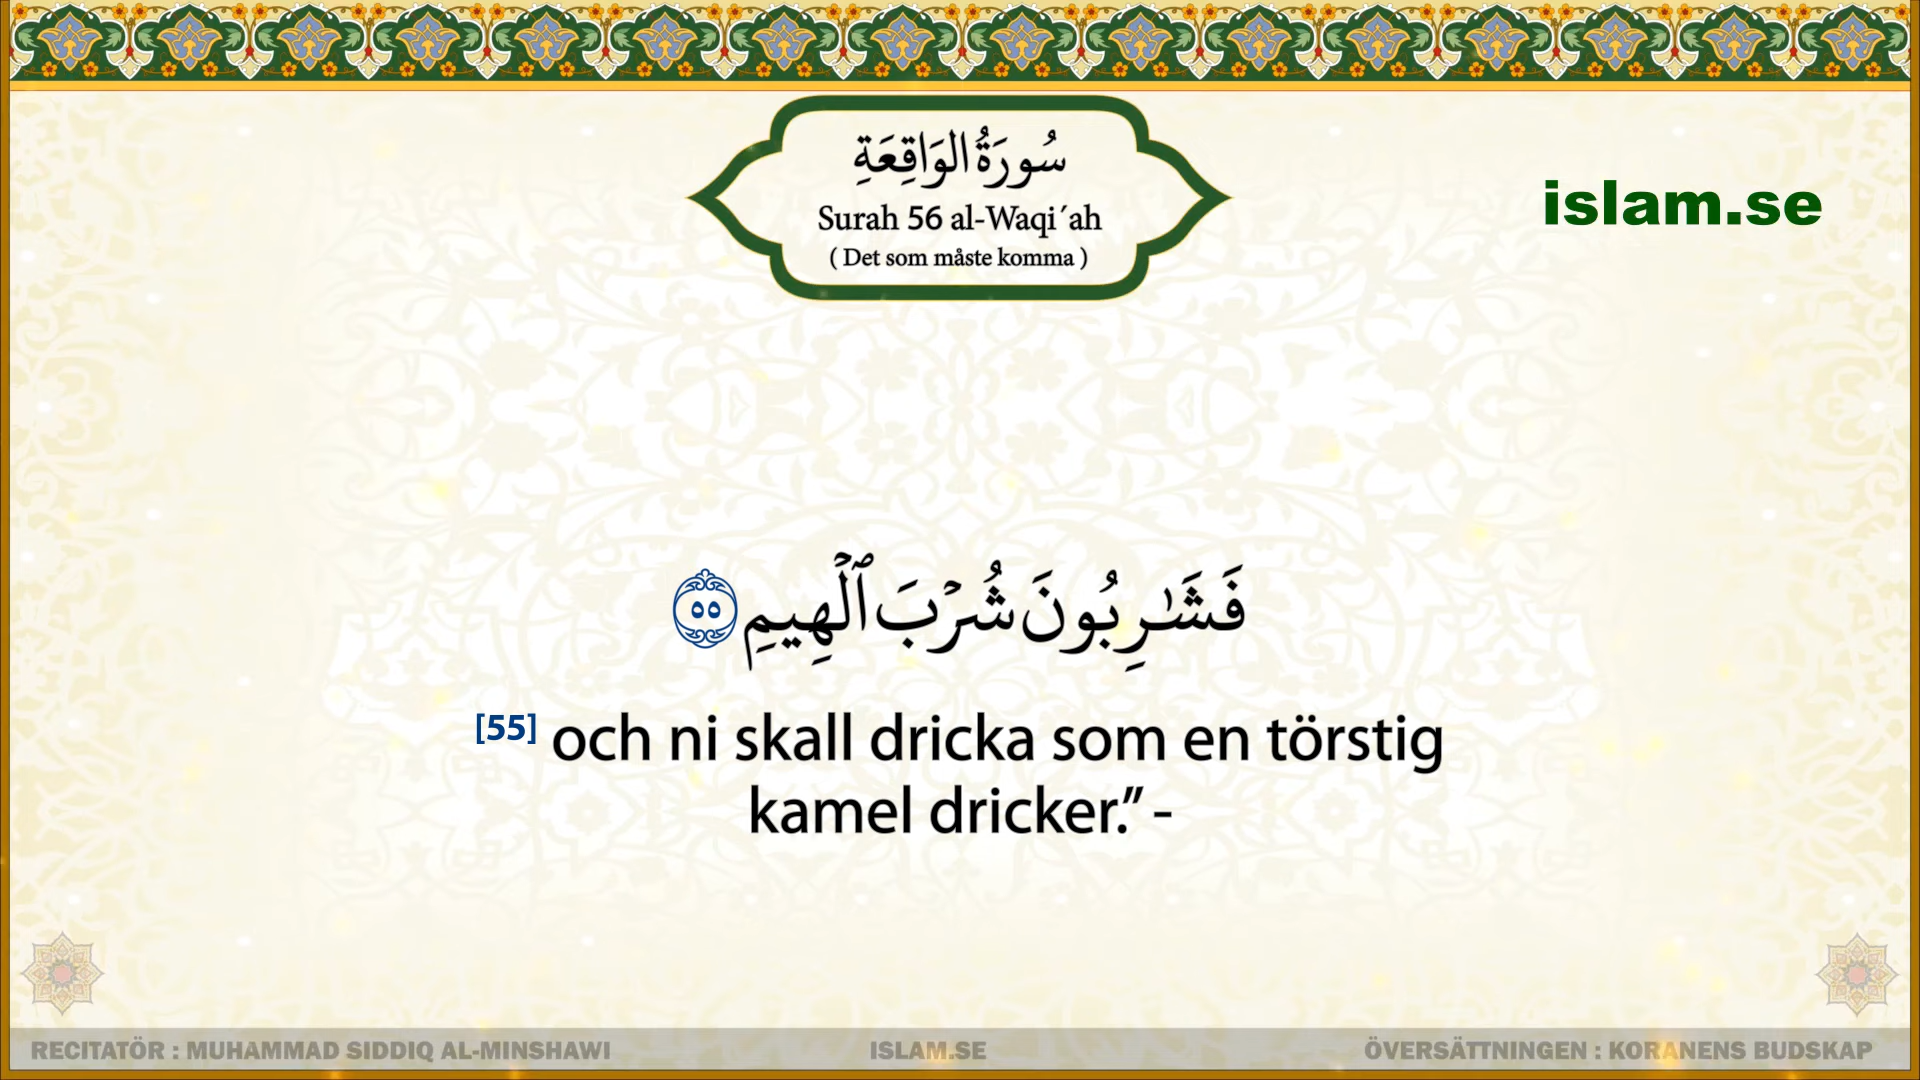 سُورَةُ الوَاقِعَةِ
Surah 56 al-Waqi´ah
( Det som måste komma )
islam.se
فَشَـٰرِبُونَ شُرْبَ ٱلْهِيمِ ٥٥
[55] och ni skall dricka som en törstig
kamel dricker.” -
RECITATÖR : MUHAMMAD SIDDIQ AL-MINSHAWI
ISLAM.SE
ÖVERSÄTTNINGEN : KORANENS BUDSKAP